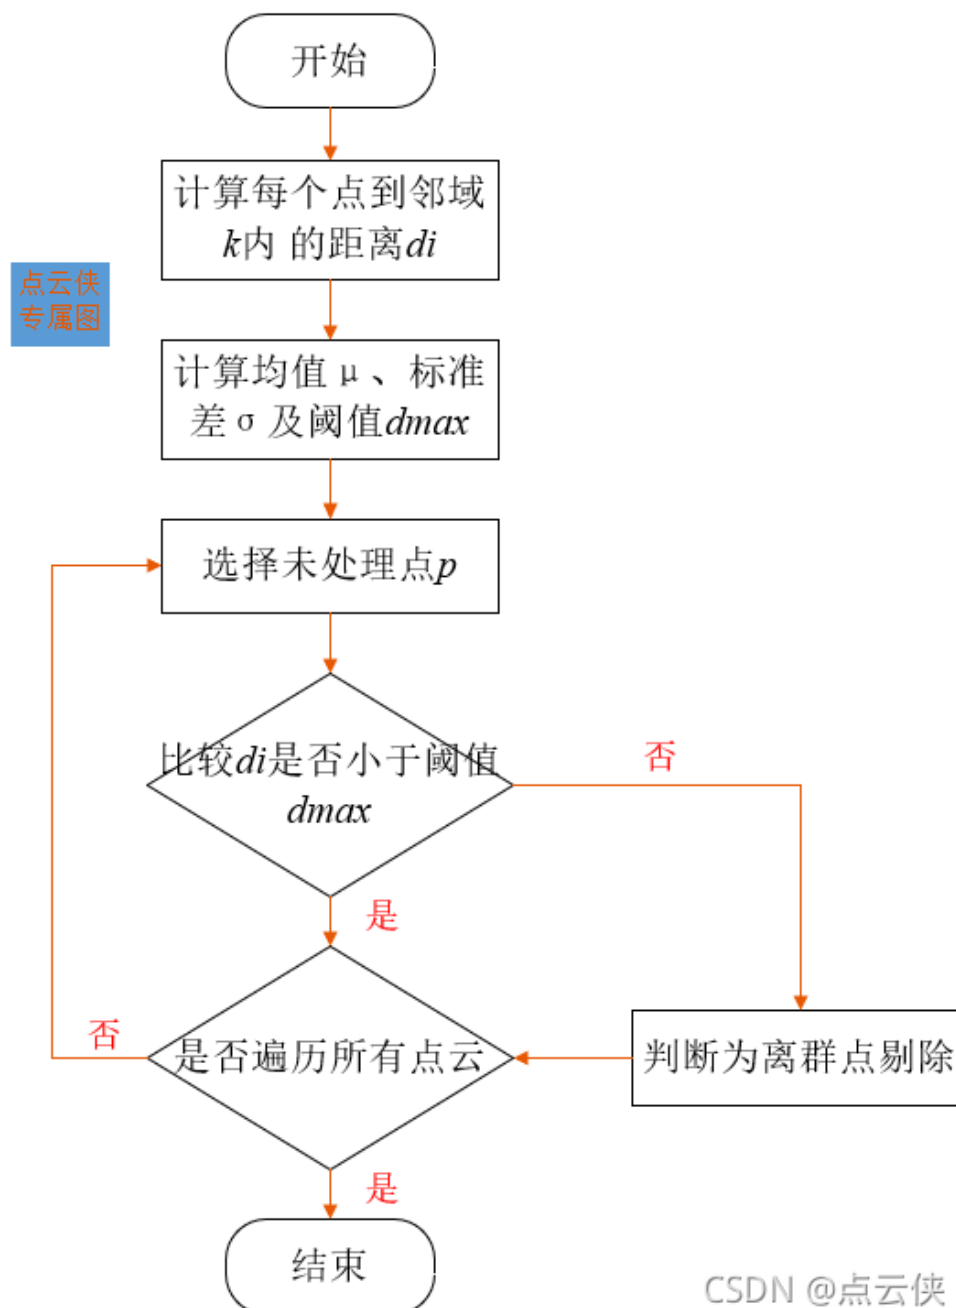 开始
计算每个点到邻域
k内 的距离di
点云侠
专属图
计算均值 μ、标准
差 σ 及阈值dmax
选择未处理点p
比较di是否小于阈值
dmax
否
是
否
是否遍历所有点云
判断为离群点剔除
是
结束
CSDN @点云侠